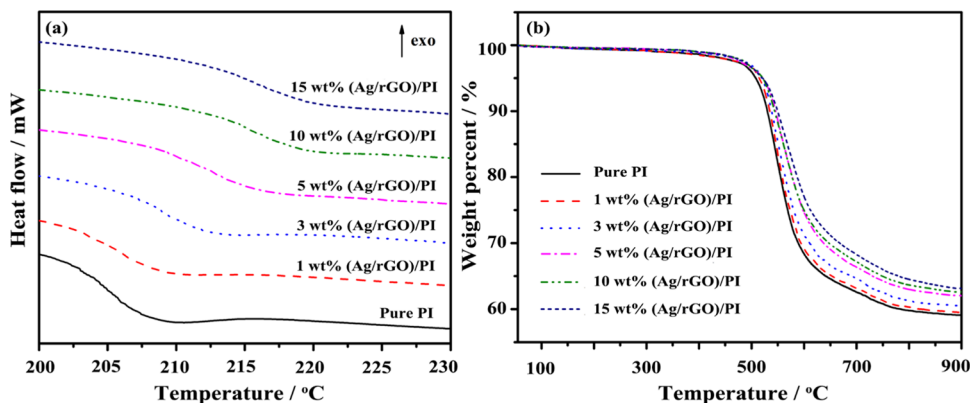 (a)
exo
15 wt% (Ag/rGO)/PI
10 wt% (Ag/rGO)/PI
5 wt% (Ag/rGO)/PI
3 wt% (Ag/rGO)/PI
1 wt% (Ag/rGO)/PI
Pure PI
Heat flow / mW
200 205 210 215 220 225 230
Temperature / °C
(b)
100
90
80
70
60
Weight percent / %
Pure PI
1 wt% (Ag/rGO)/PI
3 wt% (Ag/rGO)/PI
5 wt% (Ag/rGO)/PI
10 wt% (Ag/rGO)/PI
15 wt% (Ag/rGO)/PI
100 300 500 700 900
Temperature / °C